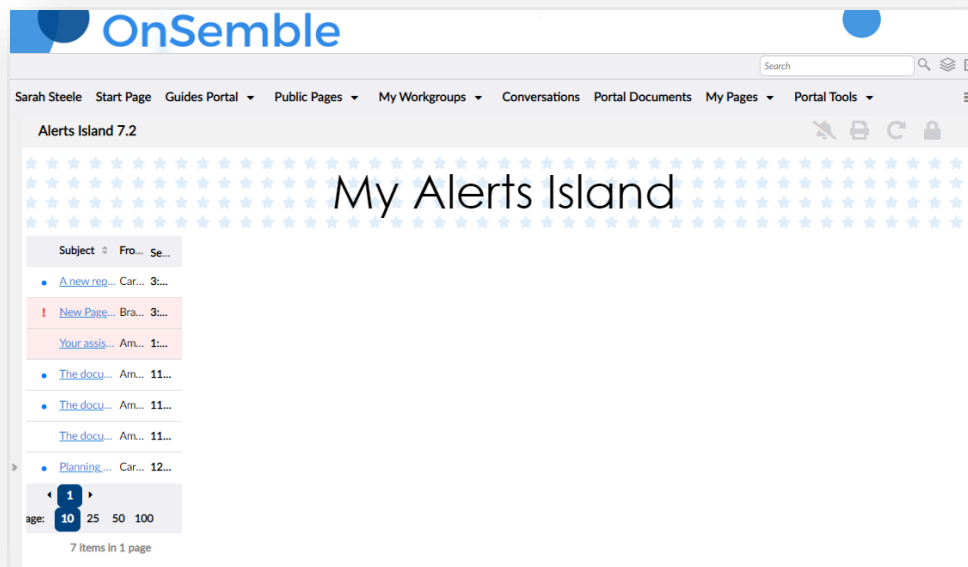 OnSemble
Search
Sarah Steele Start Page Guides Portal Public Pages My Workgroups Conversations Portal Documents My Pages Portal Tools
Alerts Island 7.2
My Alerts Island
Subject Fro... Se...
A new rep... Car... 3:...
! New Page... Bra... 3:...
Your assis... Am... 1:...
The docu... Am... 11...
The docu... Am... 11...
The docu... Am... 11...
Planning ... Car... 12...
1
age: 10 25 50 100
7 items in 1 page